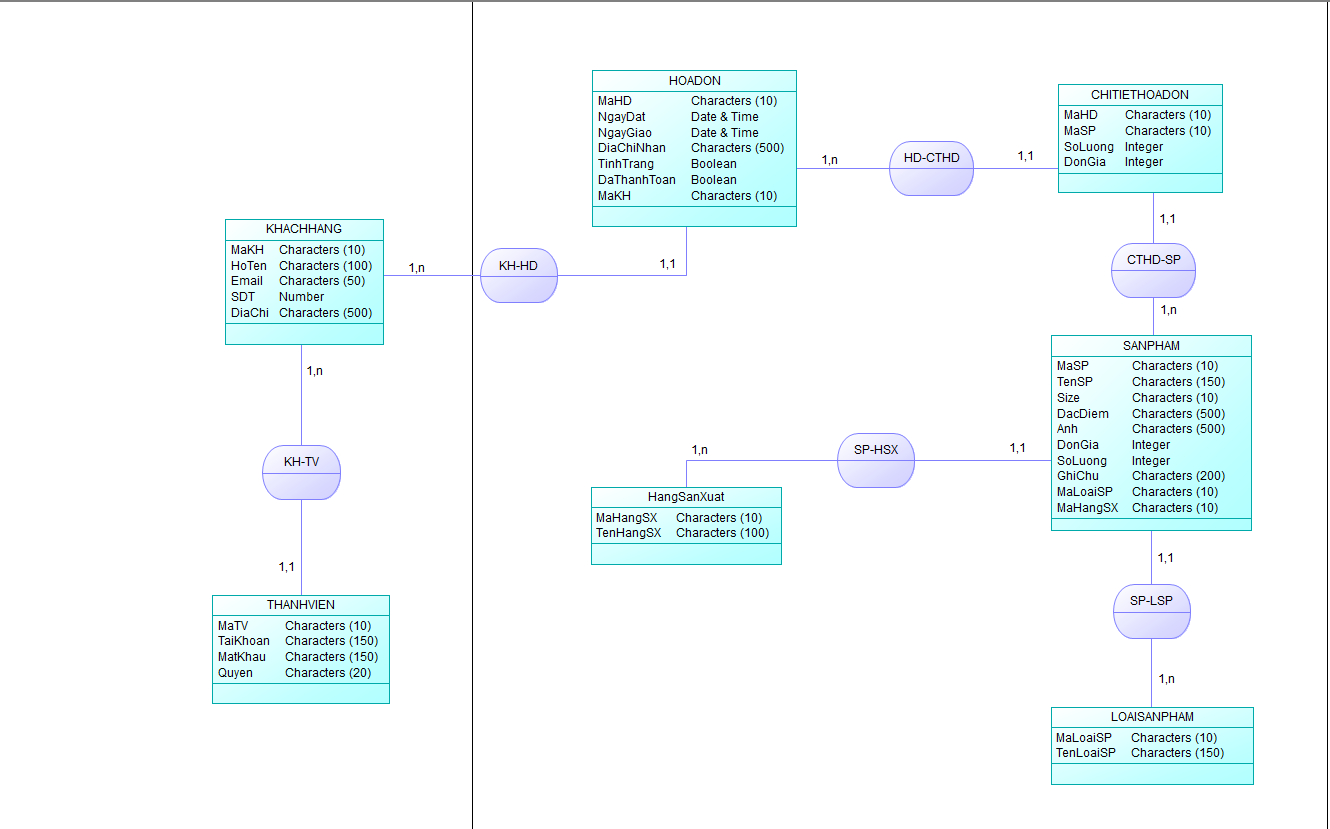 HOADON
MaHD Characters (10)
NgayDat Date & Time
NgayGiao Date & Time
DiaChiNhan Characters (500)
TinhTrang Boolean
DaThanhToan Boolean
MaKH Characters (10)
1,n
HD-CTHD
1,1
CHITIETHOADON
MaHD Characters (10)
MaSP Characters (10)
SoLuong Integer
DonGia Integer
KHACHHANG
MaKH Characters (10)
HoTen Characters (100)
Email Characters (50)
SDT Number
DiaChi Characters (500)
1,n
KH-HD
1,1
1,1
CTHD-SP
1,n
SANPHAM
MaSP Characters (10)
TenSP Characters (150)
Size Characters (10)
DacDiem Characters (500)
Anh Characters (500)
DonGia Integer
SoLuong Integer
GhiChu Characters (200)
MaLoaiSP Characters (10)
MaHangSX Characters (10)
1,n
KH-TV
1,1
1,n
SP-HSX
1,1
HangSanXuat
MaHangSX Characters (10)
TenHangSX Characters (100)
THANHVIEN
MaTV Characters (10)
TaiKhoan Characters (150)
MatKhau Characters (150)
Quyen Characters (20)
1,1
SP-LSP
1,n
LOAISANPHAM
MaLoaiSP Characters (10)
TenLoaiSP Characters (150)